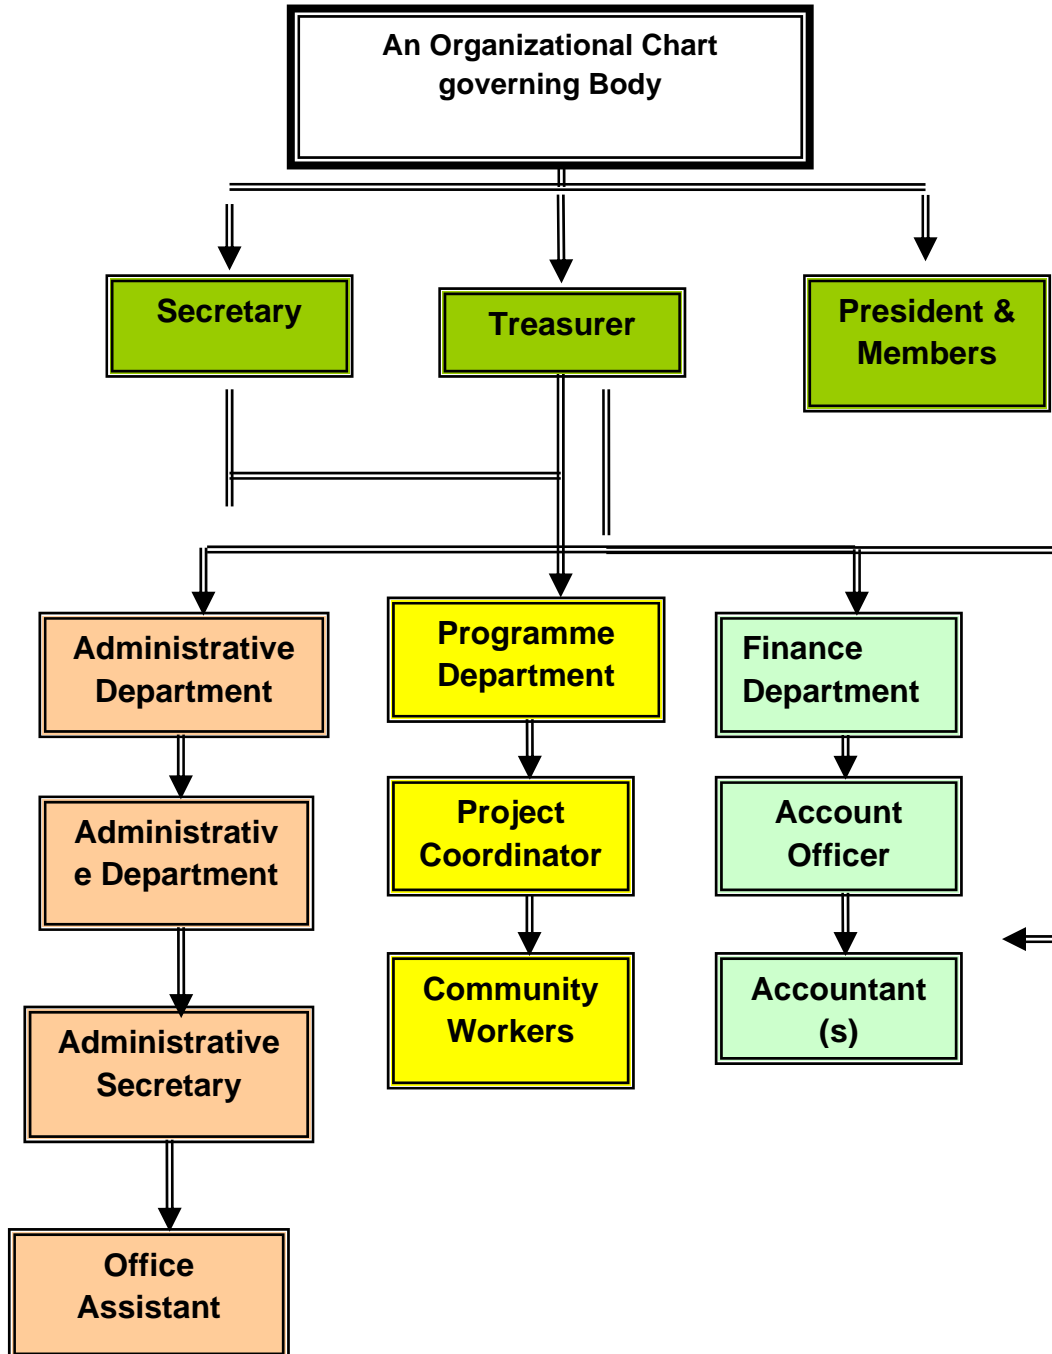 An Organizational Chart
governing Body
Secretary
Treasurer
President &
Members
Administrative
Department
Programme
Department
Finance
Department
Administrativ
e Department
Project
Coordinator
Account
Officer
Administrative
Secretary
Community
Workers
Accountant
(s)
Office
Assistant